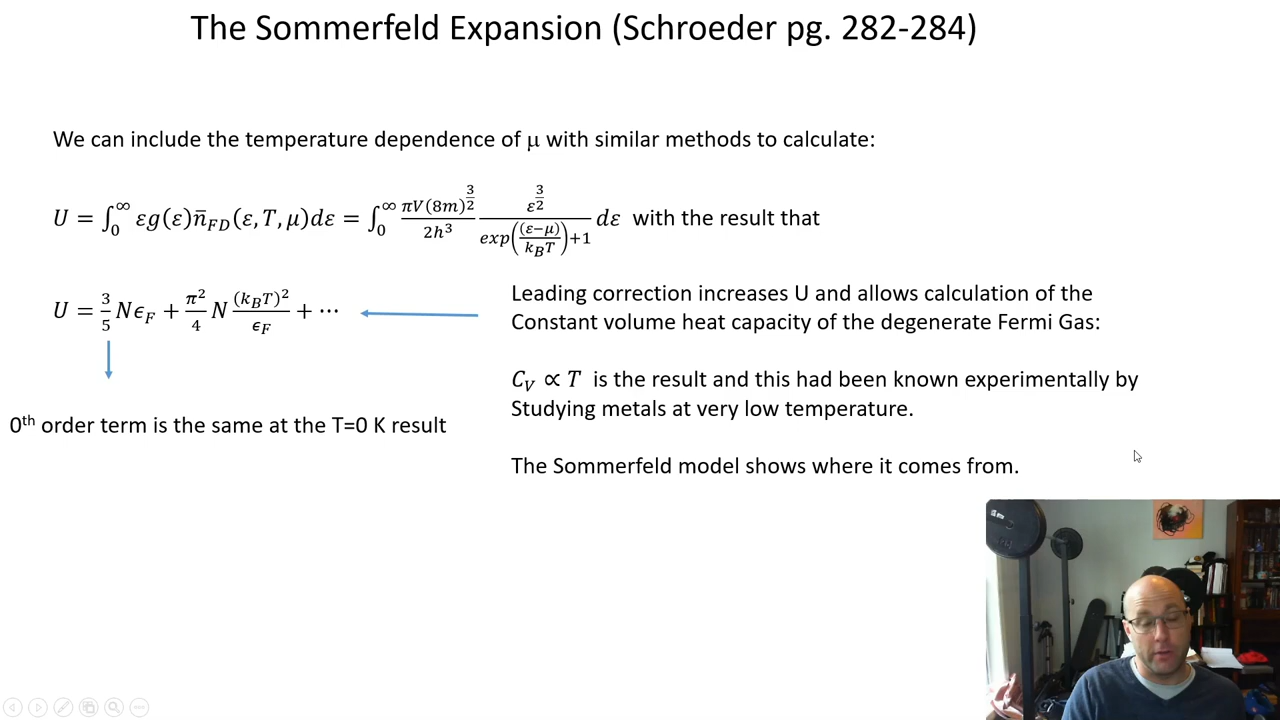 The Sommerfeld Expansion (Schroeder pg. 282-284)
We can include the temperature dependence of μ with similar methods to calculate:
U = ∫₀^∞ εg(ε)n̄_FD(ε, T, μ)dε = ∫₀^∞ πV(8m)^(3/2)/2h³ ε^(3/2)/(exp((ε−μ)/k_BT)+1) dε with the result that
U = 3/5 Nϵ_F + π²/4 N (k_BT)²/ϵ_F + ⋯
Leading correction increases U and allows calculation of the
Constant volume heat capacity of the degenerate Fermi Gas:
C_V ∝ T is the result and this had been known experimentally by
Studying metals at very low temperature.
0th order term is the same at the T=0 K result
The Sommerfeld model shows where it comes from.